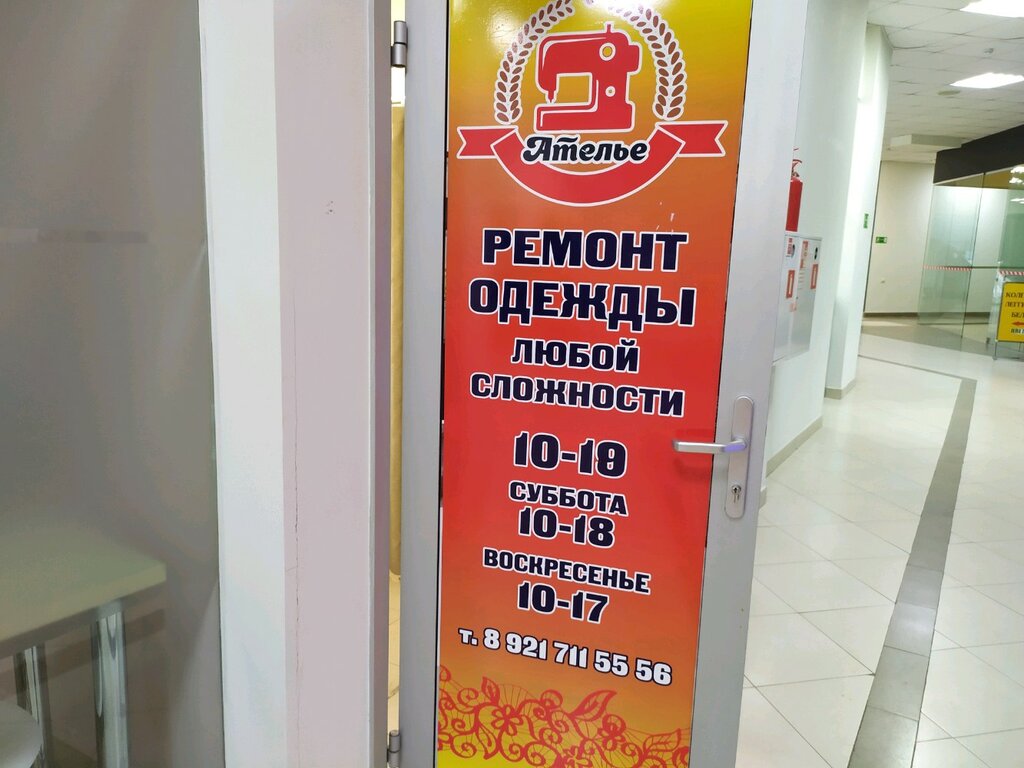 Ателье
РЕМОНТ
ОДЕЖДЫ
ЛЮБОЙ
СЛОЖНОСТИ
10-19
СУББОТА
10-18
ВОСКРЕСЕНЬЕ
10-17
т. 8 921 711 55 56